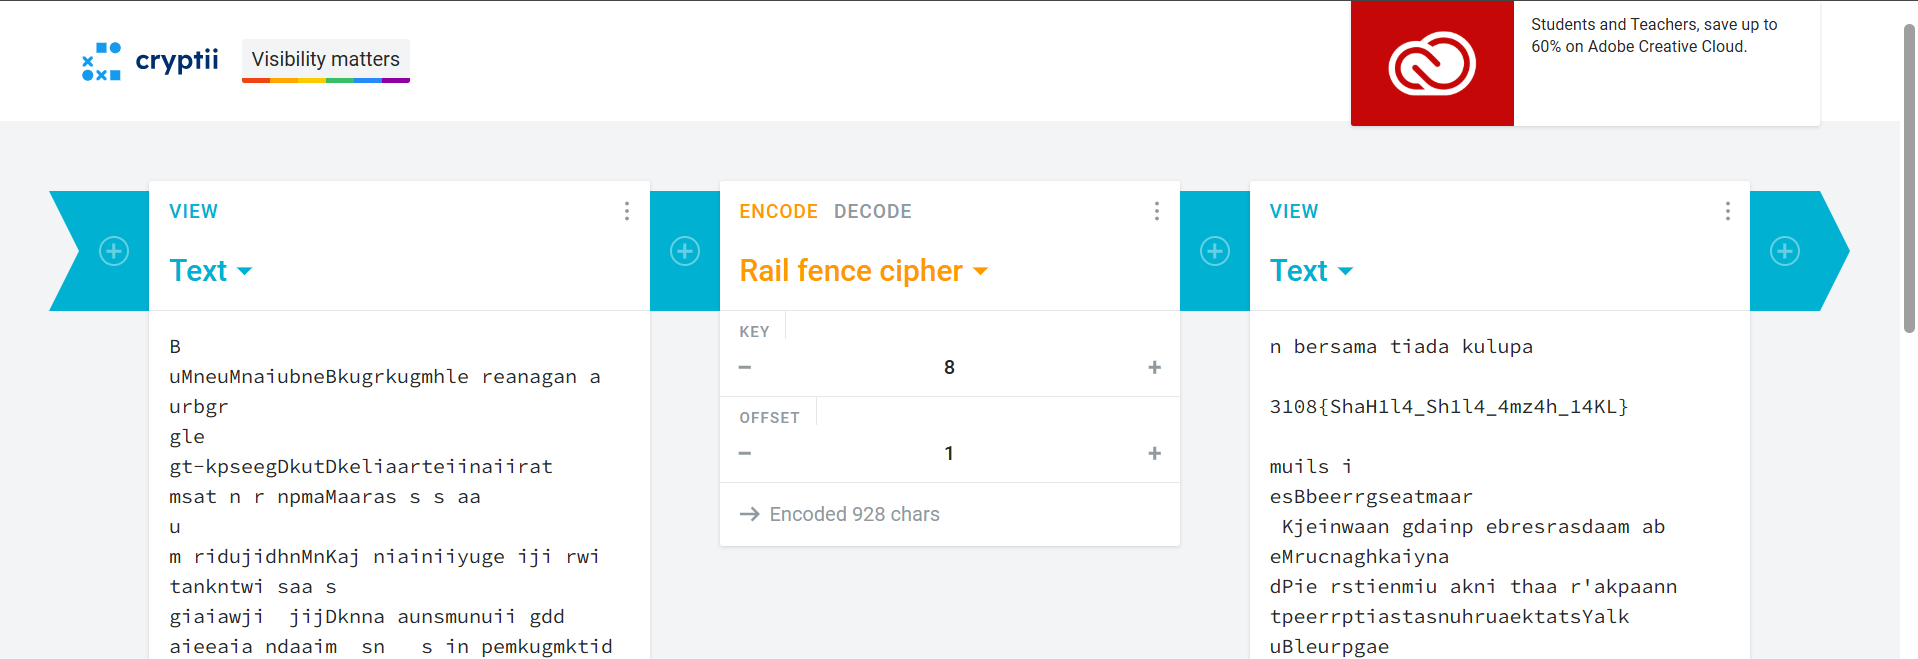 cryptii
Visibility matters
Students and Teachers, save up to
60% on Adobe Creative Cloud.
VIEW
Text
B
uMneuMnaiubneBkugrkugmhle reanagan a
urbgr
gle
gt-kpseegDkutDkeliaarteiinaiirat
msat n r npmaMaaras s s aa
u
m ridujidhnMnKaj niainiiyuge iji rwi
tankntwi saa s
giaiawji  jijDknna aunsmunuii gdd
aieeaia ndaaim  sn   s in pemkugmktid
ENCODE DECODE
Rail fence cipher
KEY
− 8 +
OFFSET
− 1 +
→ Encoded 928 chars
VIEW
Text
n bersama tiada kulupa
3108{ShaH1l4_Sh1l4_4mz4h_14KL}
muils i
esBbeerrgseatmaar
 Kjeinwaan gdainp ebresrasdaam ab
eMrucnaghkaiyna
dPie rstienmiu akni thaa r'akpaann
tpeerrptiastasnuhruaektatsYalk
uBleurpgae